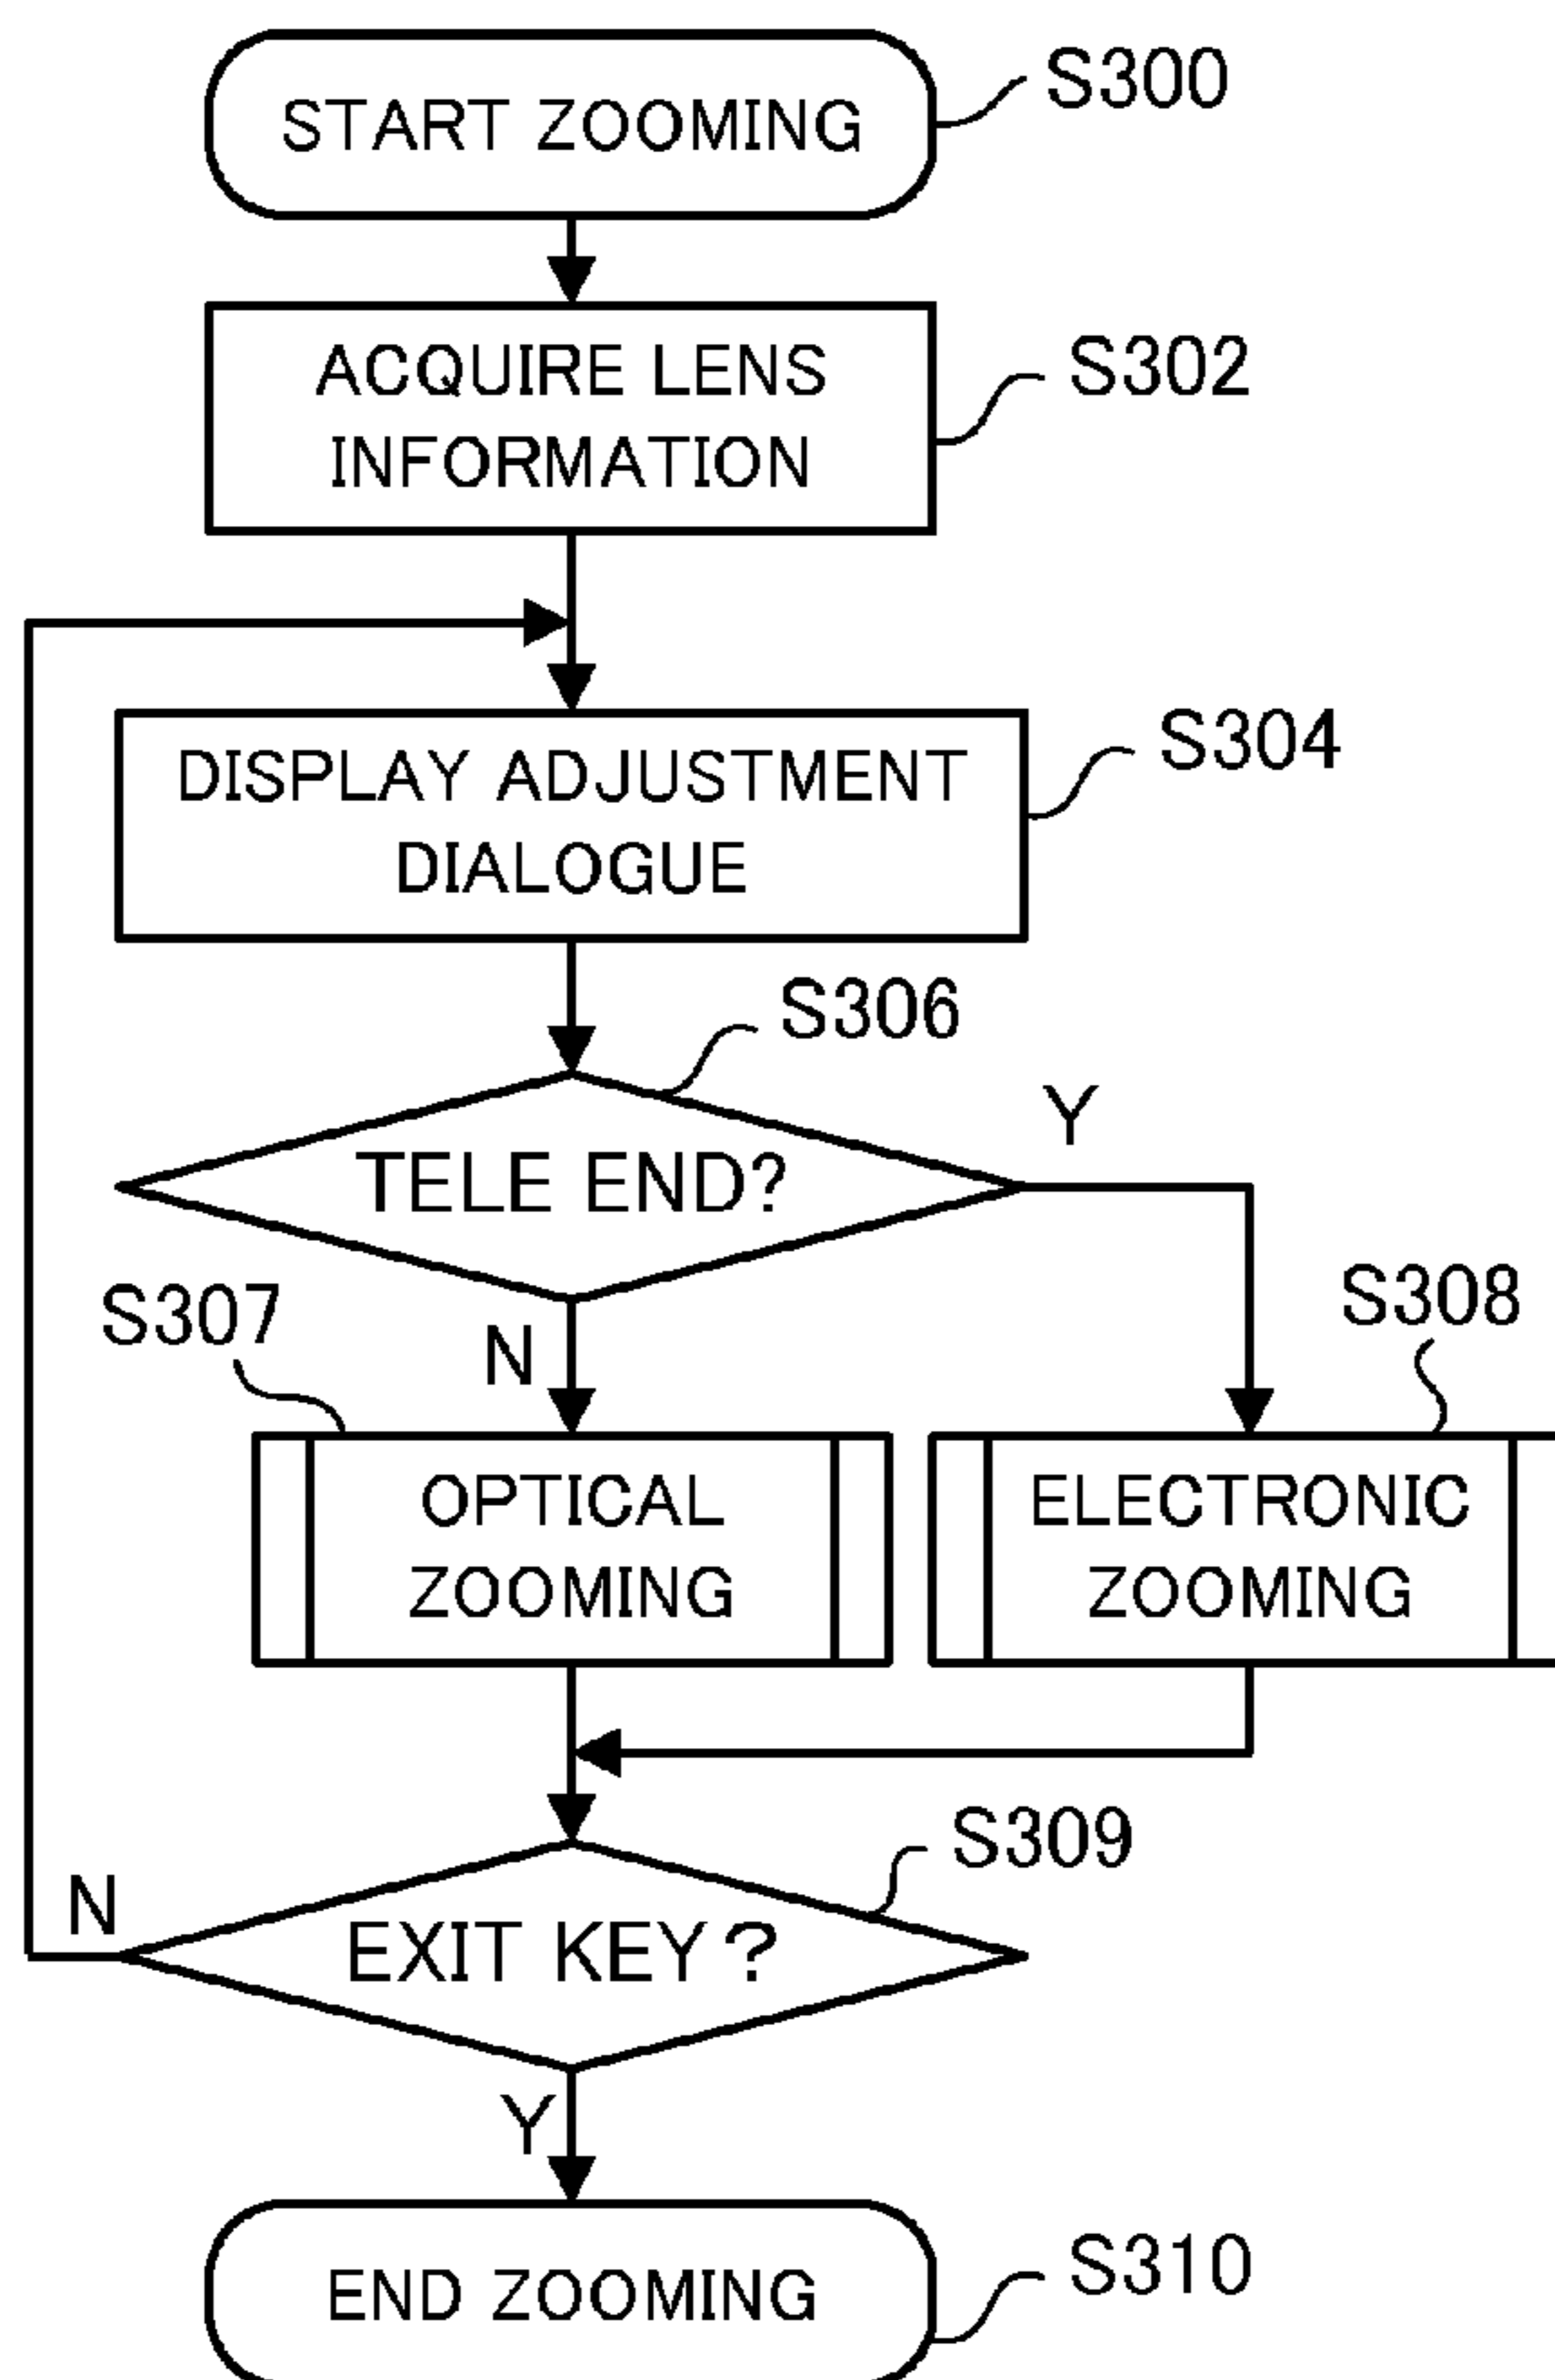 START ZOOMING
S300
ACQUIRE LENS
INFORMATION
S302
DISPLAY ADJUSTMENT
DIALOGUE
S304
S306
TELE END?
Y
N
S307
S308
OPTICAL
ZOOMING
ELECTRONIC
ZOOMING
S309
EXIT KEY?
N
Y
END ZOOMING
S310